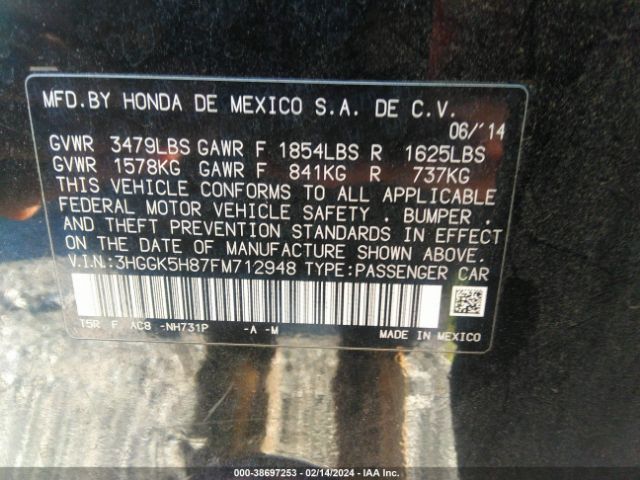 MFD.BY HONDA DE MEXICO S.A. DE C.V.
06/'14
GVWR 3479LBS GAWR F 1854LBS R 1625LBS
GVWR 1578KG GAWR F 841KG R 737KG
THIS VEHICLE CONFORMS TO ALL APPLICABLE
FEDERAL MOTOR VEHICLE SAFETY . BUMPER .
AND THEFT PREVENTION STANDARDS IN EFFECT
ON THE DATE OF MANUFACTURE SHOWN ABOVE.
V.I.N.:3HGGK5H87FM712948 TYPE:PASSENGER CAR
T5R F AC8 -NH731P -A -M
MADE IN MEXICO
000-38697253 - 02/14/2024 - IAA Inc.